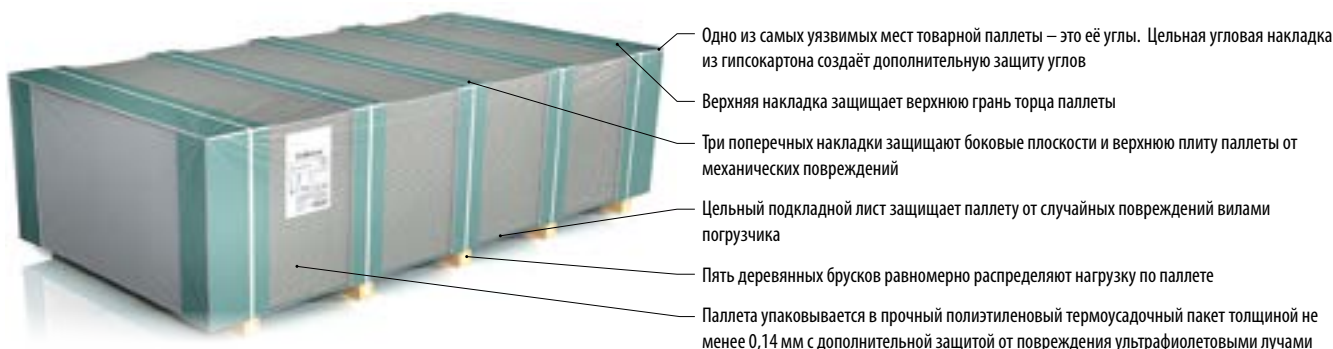 Одно из самых уязвимых мест товарной паллеты – это её углы. Цельная угловая накладка
из гипсокартона создаёт дополнительную защиту углов
Верхняя накладка защищает верхнюю грань торца паллеты
Три поперечных накладки защищают боковые плоскости и верхнюю плиту паллеты от
механических повреждений
Цельный подкладной лист защищает паллету от случайных повреждений вилами
погрузчика
Пять деревянных брусков равномерно распределяют нагрузку по паллете
Паллета упаковывается в прочный полиэтиленовый термоусадочный пакет толщиной не
менее 0,14 мм с дополнительной защитой от повреждения ультрафиолетовыми лучами